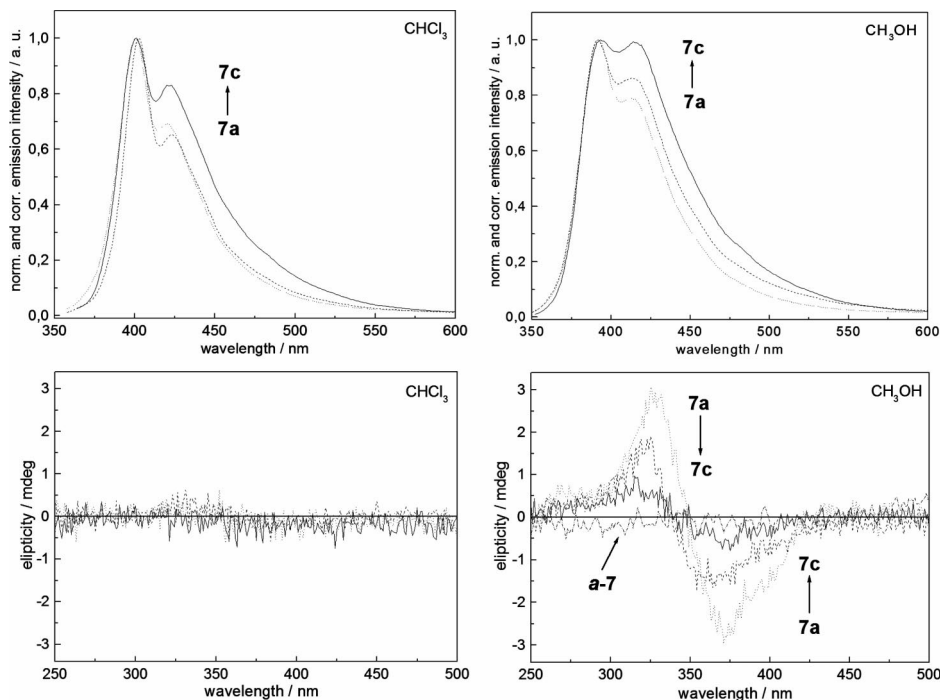 CHCl₃
7c
7a
norm. and corr. emission intensity / a. u.
1,0
0,8
0,6
0,4
0,2
0,0
350 400 450 500 550 600
wavelength / nm
CH₃OH
7c
7a
norm. and corr. emission intensity / a. u.
1,0
0,8
0,6
0,4
0,2
0,0
350 400 450 500 550 600
wavelength / nm
CHCl₃
elipticity / mdeg
3
2
1
0
-1
-2
-3
250 300 350 400 450 500
wavelength / nm
CH₃OH
7a
7c
a-7
7c
7a
elipticity / mdeg
3
2
1
0
-1
-2
-3
250 300 350 400 450 500
wavelength / nm